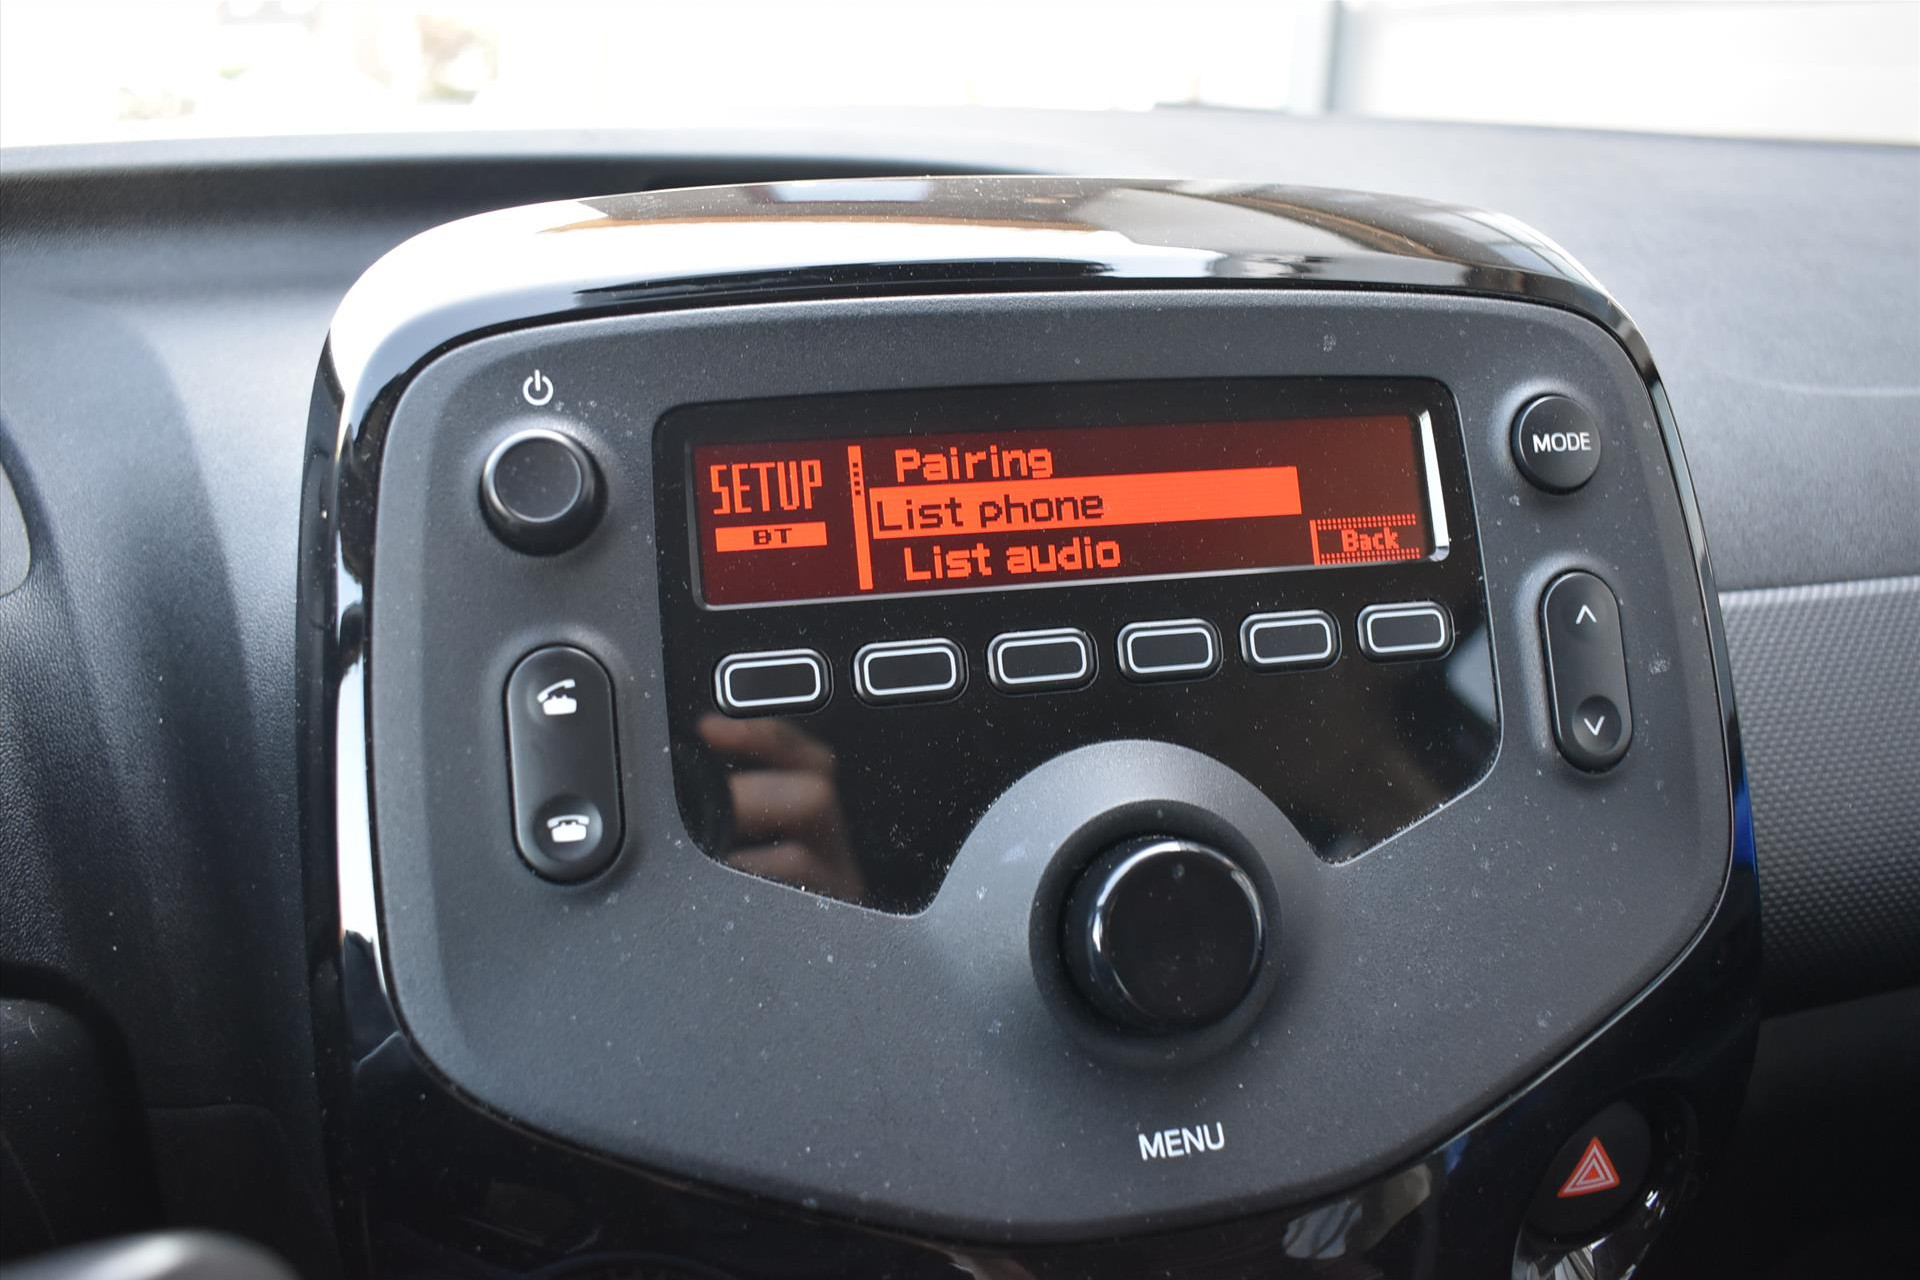 SETUP
BT
Pairing
List phone
List audio
Back
MODE
MENU